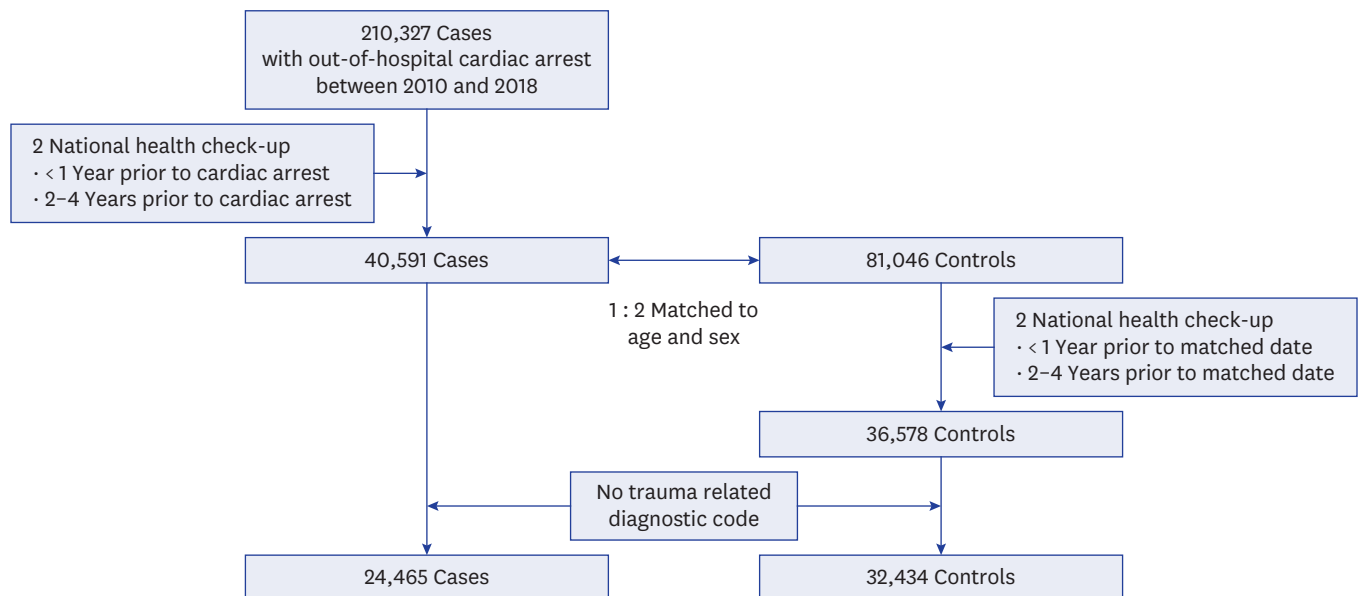 210,327 Cases
with out-of-hospital cardiac arrest
between 2010 and 2018
2 National health check-up
· < 1 Year prior to cardiac arrest
· 2–4 Years prior to cardiac arrest
40,591 Cases
81,046 Controls
1 : 2 Matched to
age and sex
2 National health check-up
· < 1 Year prior to matched date
· 2–4 Years prior to matched date
36,578 Controls
No trauma related
diagnostic code
24,465 Cases
32,434 Controls